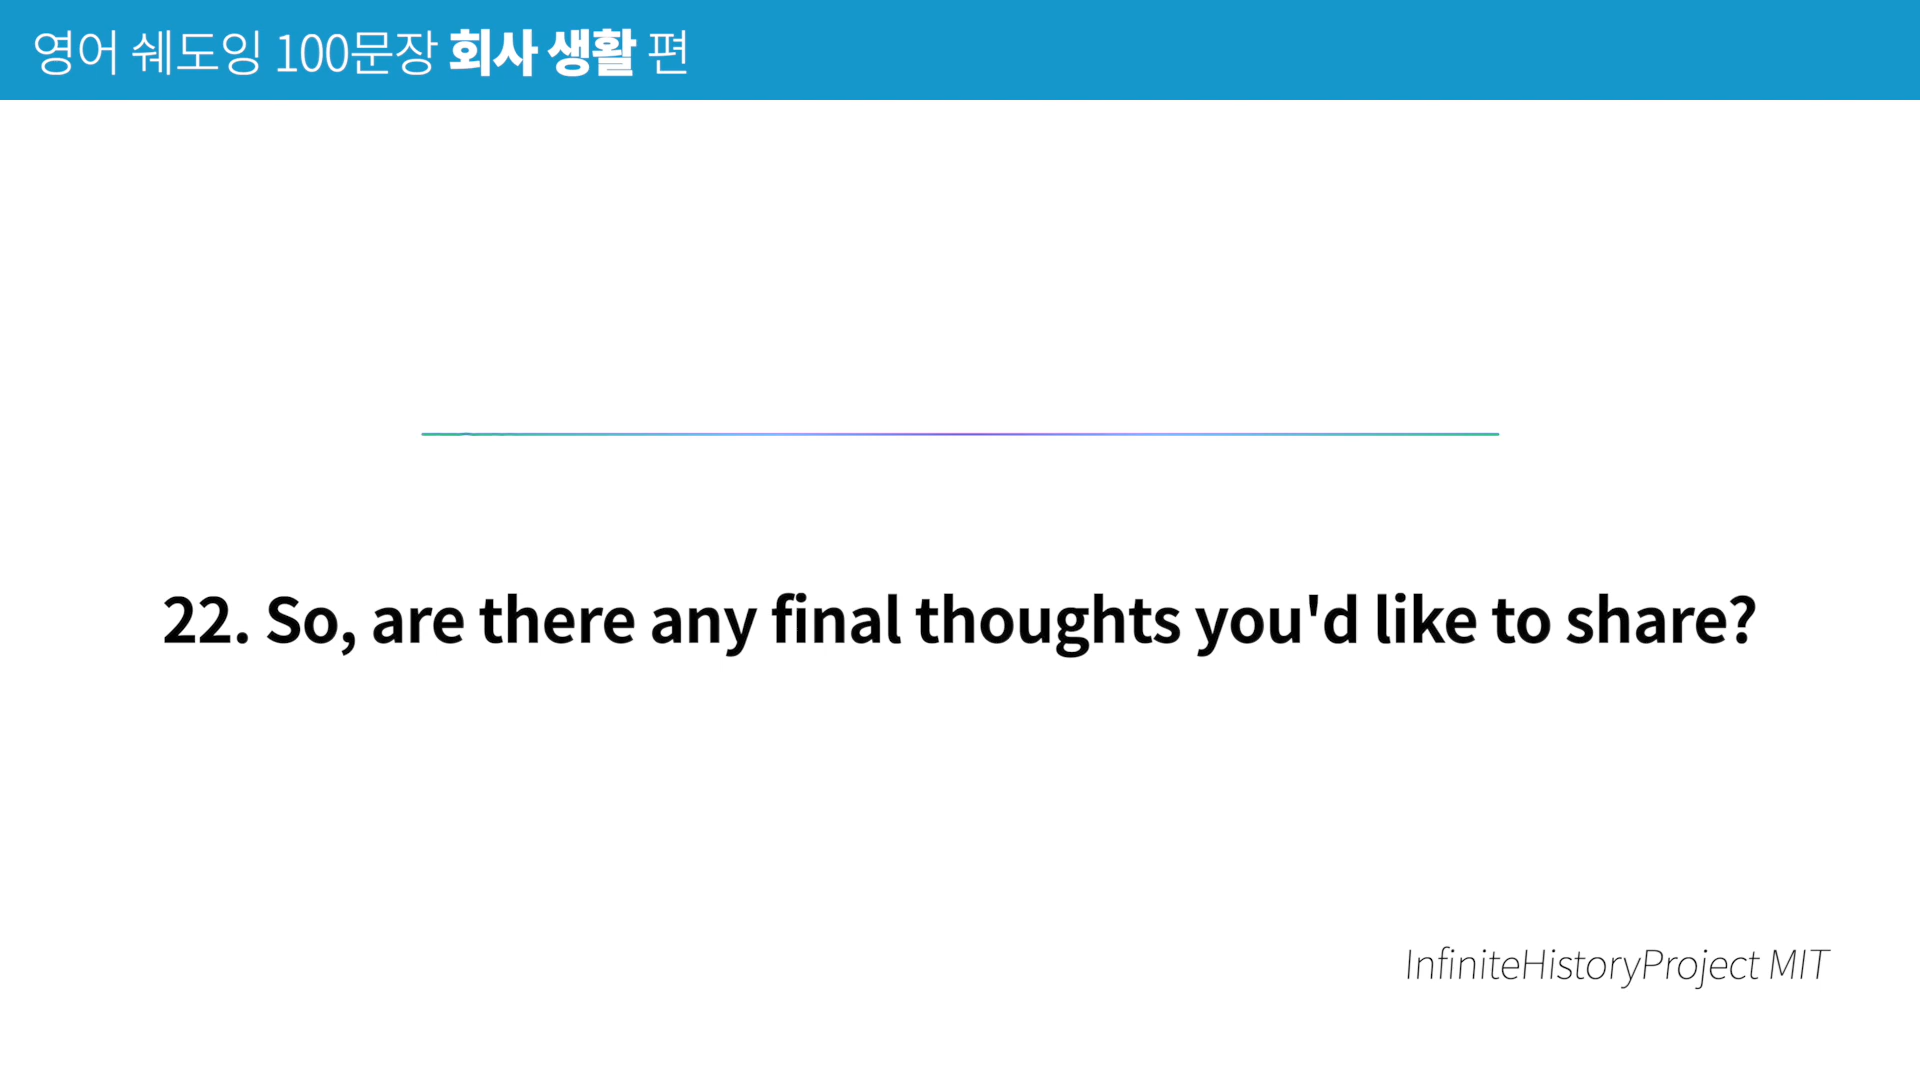 영어 쉐도잉 100문장 회사 생활 편
22. So, are there any final thoughts you'd like to share?
InfiniteHistoryProject MIT